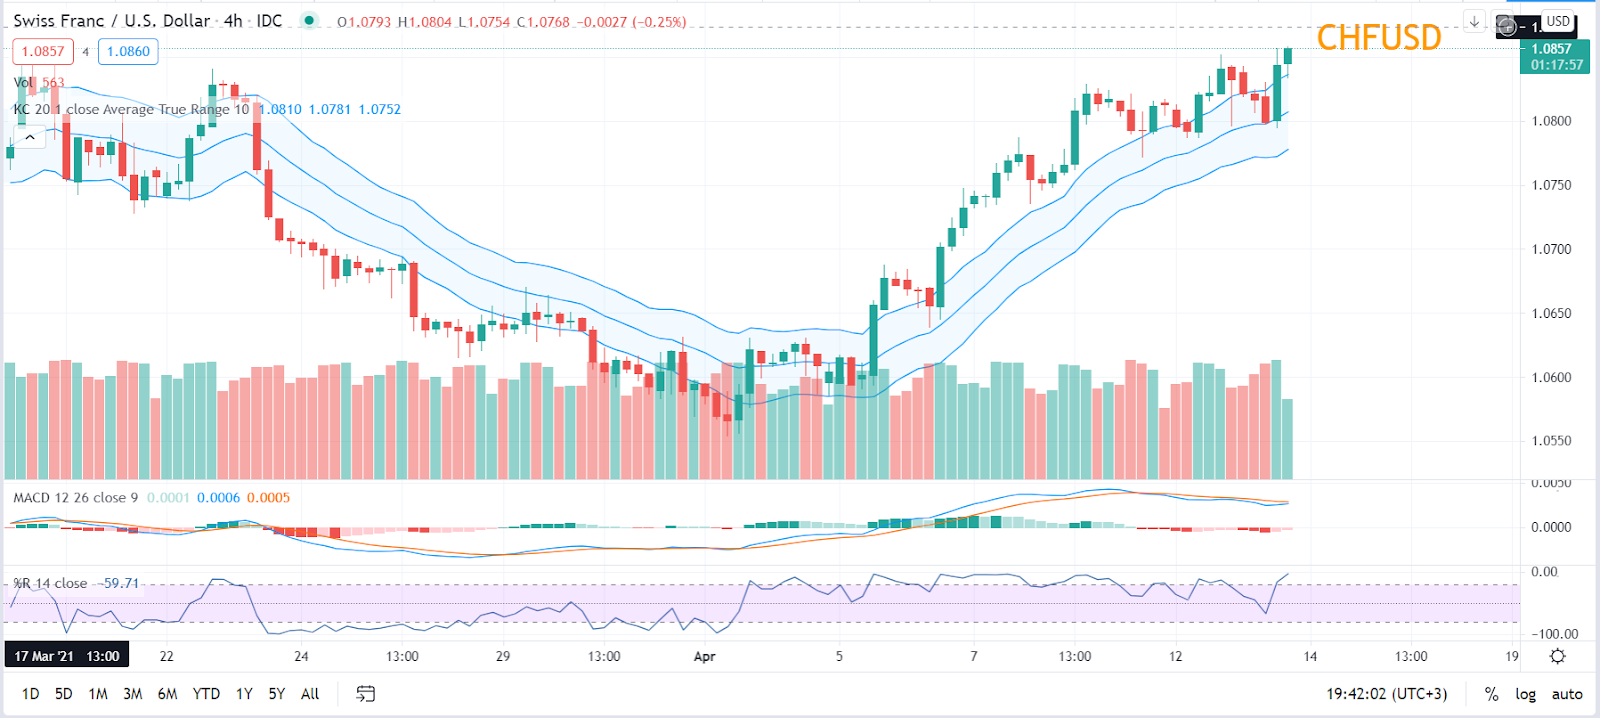 Swiss Franc / U.S. Dollar · 4h · IDC O1.0793 H1.0804 L1.0754 C1.0768 −0.0027 (−0.25%)
CHFUSD
USD
1.0857 4 1.0860
1.0857
01:17:57
Vol 563
KC 20 1 close Average True Range 10 1.0810 1.0781 1.0752
1.0800
1.0750
1.0700
1.0650
1.0600
1.0550
0.0050
MACD 12 26 close 9 0.0001 0.0006 0.0005
0.0000
%R 14 close −59.71
0.00
−100.00
17 Mar '21 13:00 22 24 13:00 29 13:00 Apr 5 7 13:00 12 14 13:00 19
1D 5D 1M 3M 6M YTD 1Y 5Y All 19:42:02 (UTC+3) % log auto